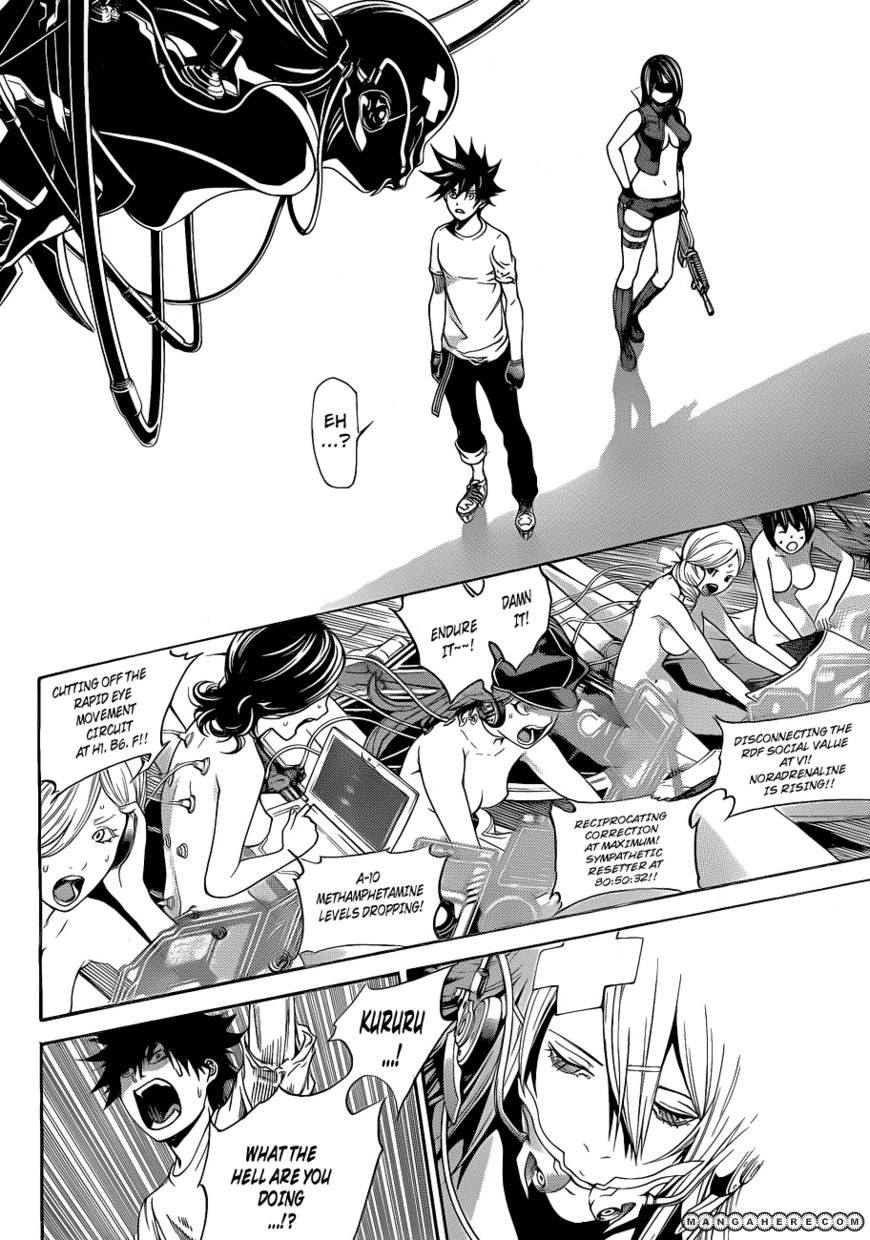 EH
...?
DAMN
IT!
ENDURE
IT~~!
CUTTING OFF THE
RAPID EYE
MOVEMENT
CIRCUIT
AT H1. B6. F!!
DISCONNECTING THE
RDF SOCIAL VALUE
AT V1!
NORADRENALINE
IS RISING!!
RECIPROCATING
CORRECTION
AT MAXIMUM!
SYMPATHETIC
RESETTER AT
80:50:32!!
A-10
METHAMPHETAMINE
LEVELS DROPPING!
KURURU
...!
WHAT THE
HELL ARE YOU
DOING
...!?
MANGAHERE.COM